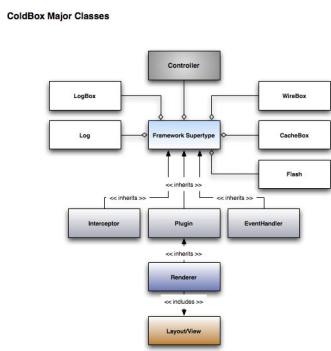 ColdBox Major Classes
Controller
LogBox
WireBox
Log
Framework Supertype
CacheBox
Flash
<< inherits >>
<< inherits >>
<< inherits >>
Interceptor
Plugin
EventHandler
<< inherits >>
Renderer
<< includes >>
Layout/View